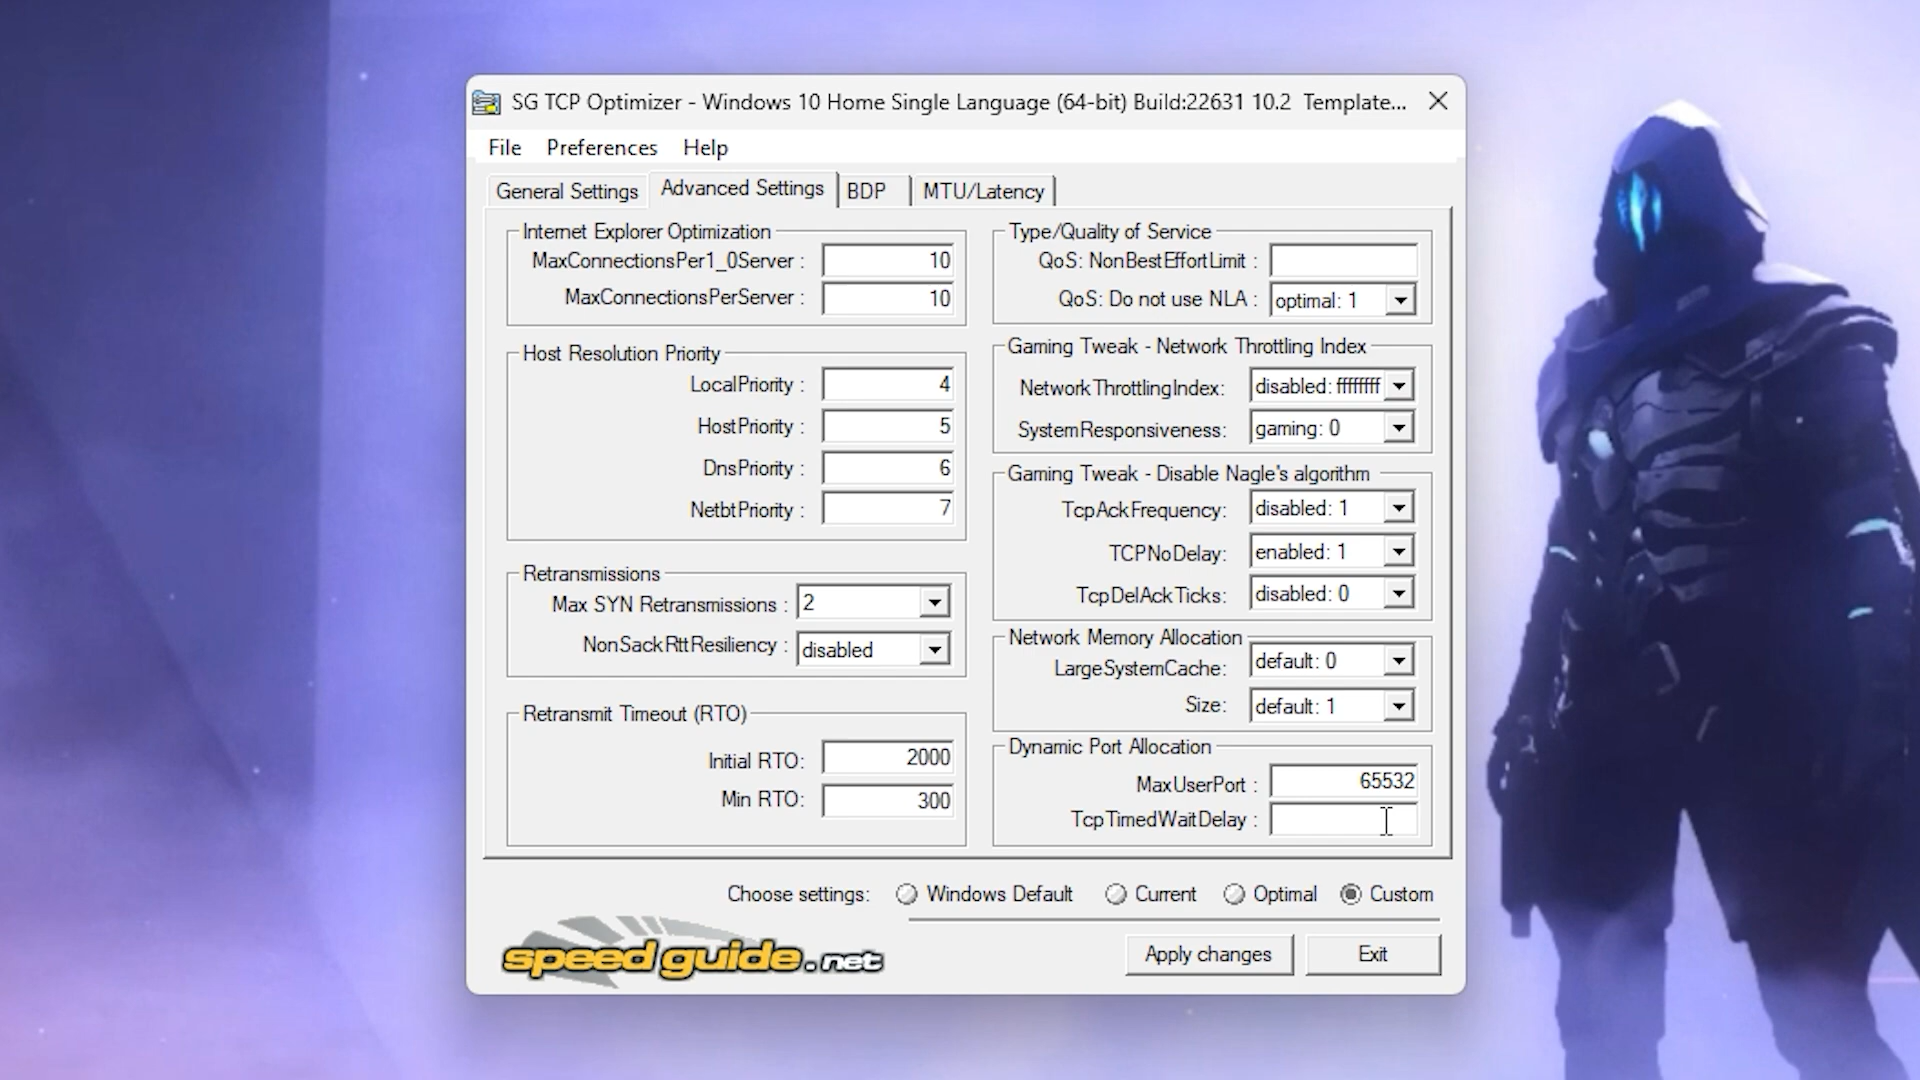 SG TCP Optimizer - Windows 10 Home Single Language (64-bit) Build:22631 10.2 Template...
File Preferences Help
General Settings Advanced Settings BDP MTU/Latency
Internet Explorer Optimization
MaxConnectionsPer1_0Server : 10
MaxConnectionsPerServer : 10
Host Resolution Priority
LocalPriority : 4
HostPriority : 5
DnsPriority : 6
NetbtPriority : 7
Retransmissions
Max SYN Retransmissions : 2
NonSackRttResiliency : disabled
Retransmit Timeout (RTO)
Initial RTO: 2000
Min RTO: 300
Type/Quality of Service
QoS: NonBestEffortLimit :
QoS: Do not use NLA : optimal: 1
Gaming Tweak - Network Throttling Index
NetworkThrottlingIndex: disabled: ffffffff
SystemResponsiveness: gaming: 0
Gaming Tweak - Disable Nagle's algorithm
TcpAckFrequency: disabled: 1
TCPNoDelay: enabled: 1
TcpDelAckTicks: disabled: 0
Network Memory Allocation
LargeSystemCache: default: 0
Size: default: 1
Dynamic Port Allocation
MaxUserPort : 65532
TcpTimedWaitDelay :
Choose settings: Windows Default Current Optimal Custom
speedguide.net
Apply changes Exit